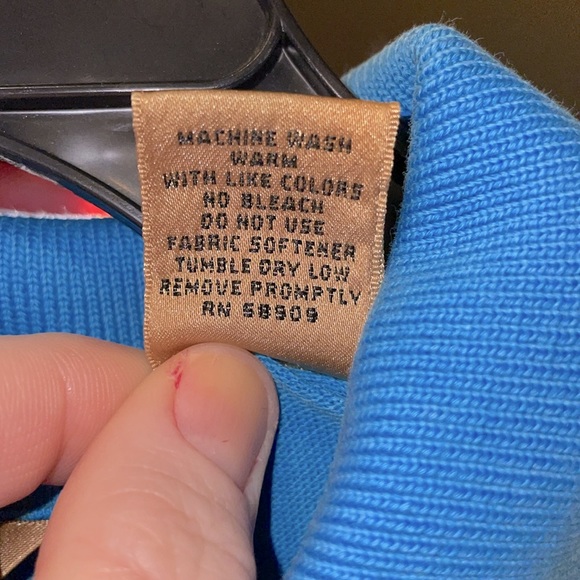 MACHINE WASH
WARM
WITH LIKE COLORS
NO BLEACH
DO NOT USE
FABRIC SOFTENER
TUMBLE DRY LOW
REMOVE PROMPTLY
RN 58909